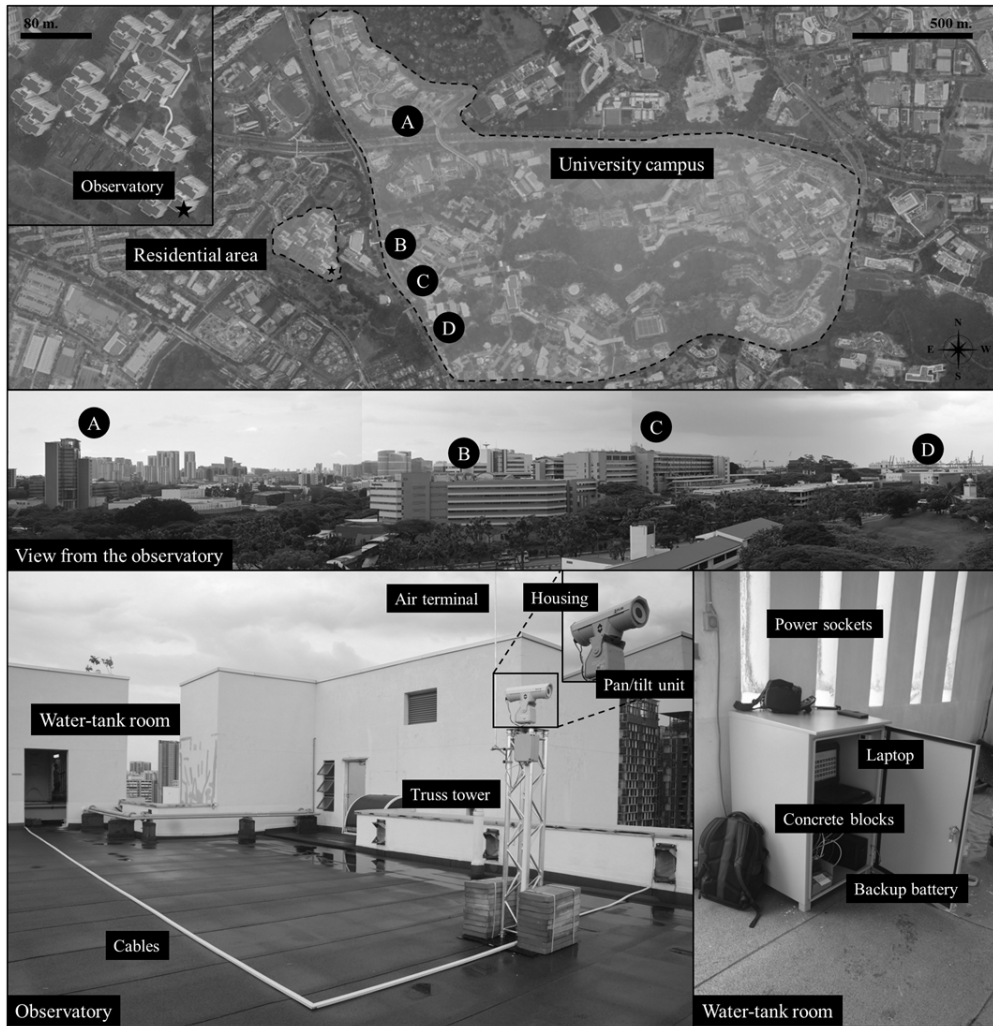 80 m.
500 m.
A
University campus
Observatory
Residential area
B
C
D
N
E W
S
A
B
C
D
View from the observatory
Air terminal
Housing
Pan/tilt unit
Water-tank room
Truss tower
Cables
Observatory
Power sockets
Laptop
Concrete blocks
Backup battery
Water-tank room